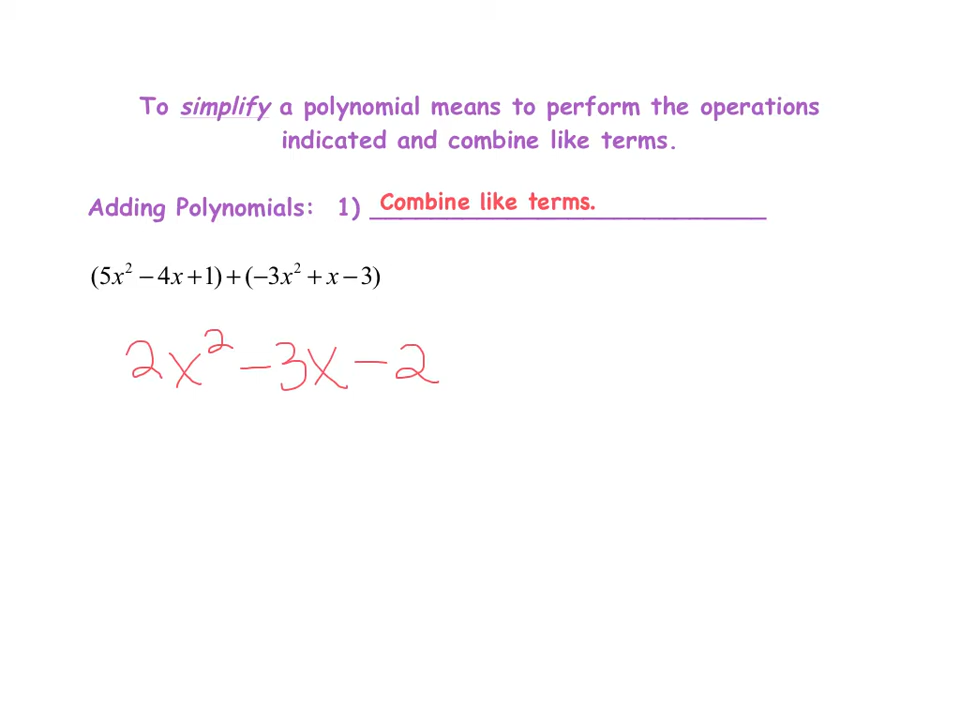 To simplify a polynomial means to perform the operations
indicated and combine like terms.
Adding Polynomials: 1) Combine like terms.
(5x² − 4x + 1) + (−3x² + x − 3)
2x² − 3x − 2